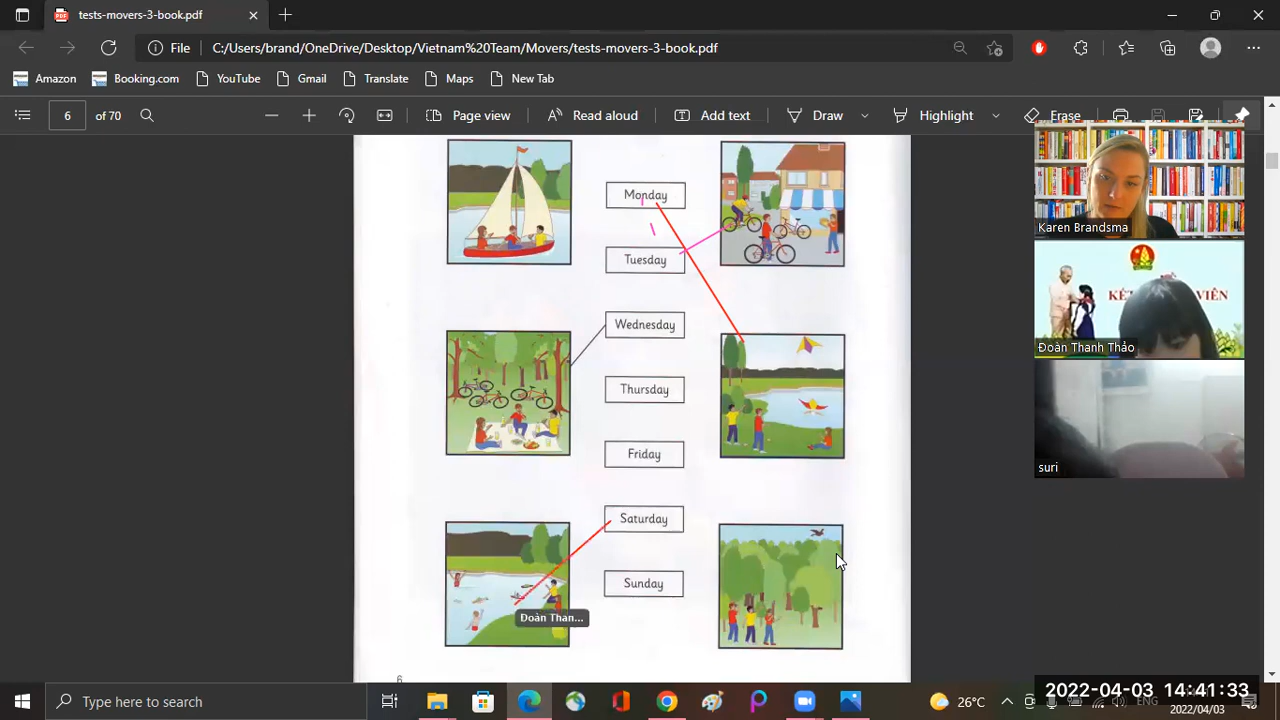 tests-movers-3-book.pdf
File
C:/Users/brand/OneDrive/Desktop/Vietnam%20Team/Movers/tests-movers-3-book.pdf
Amazon
Booking.com
YouTube
Gmail
Translate
Maps
New Tab
6
of 70
Page view
Read aloud
Add text
Draw
Highlight
Erase
Monday
Tuesday
Wednesday
Thursday
Friday
Saturday
Sunday
Đoàn Than...
6
Karen Brandsma
Đoàn Thanh Thảo
suri
Type here to search
26°C
ENG
2022-04-03 14:41:33
2022/04/03